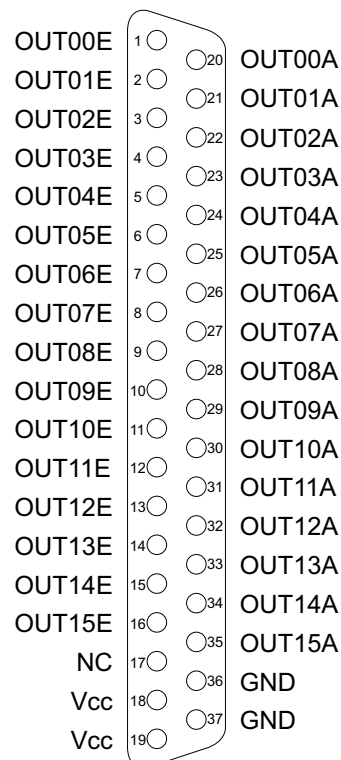 OUT00E 1 20 OUT00A
OUT01E 2 21 OUT01A
OUT02E 3 22 OUT02A
OUT03E 4 23 OUT03A
OUT04E 5 24 OUT04A
OUT05E 6 25 OUT05A
OUT06E 7 26 OUT06A
OUT07E 8 27 OUT07A
OUT08E 9 28 OUT08A
OUT09E 10 29 OUT09A
OUT10E 11 30 OUT10A
OUT11E 12 31 OUT11A
OUT12E 13 32 OUT12A
OUT13E 14 33 OUT13A
OUT14E 15 34 OUT14A
OUT15E 16 35 OUT15A
NC 17 36 GND
Vcc 18 37 GND
Vcc 19